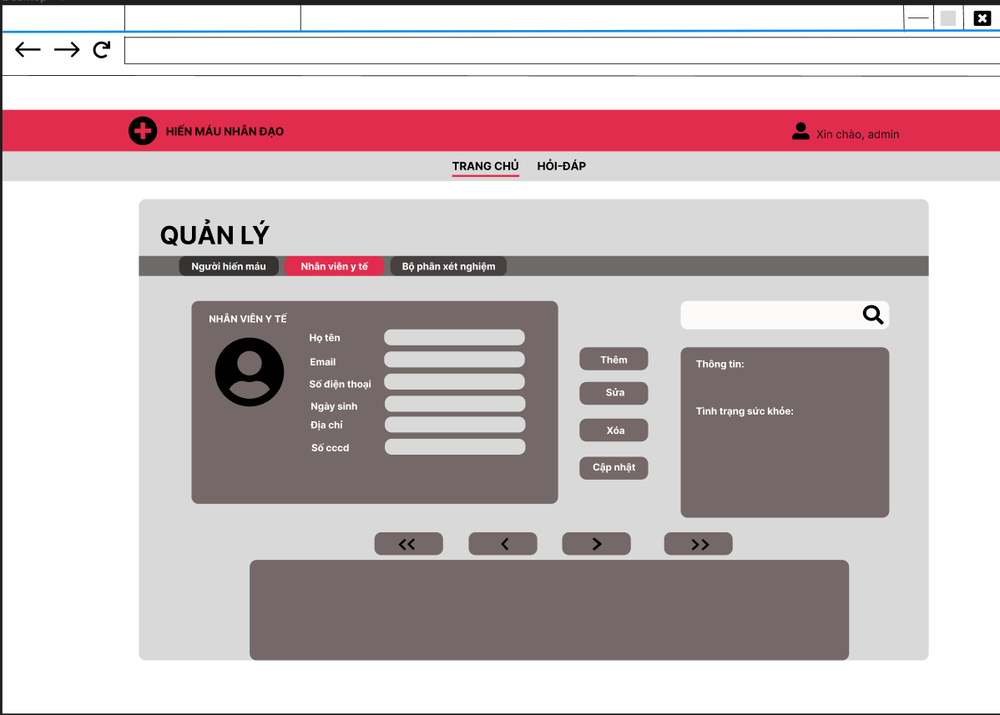 HIẾN MÁU NHÂN ĐẠO
Xin chào, admin
TRANG CHỦ HỎI-ĐÁP
QUẢN LÝ
Người hiến máu Nhân viên y tế Bộ phân xét nghiệm
NHÂN VIÊN Y TẾ
Họ tên
Email
Số điện thoại
Ngày sinh
Địa chỉ
Số cccd
Thêm
Sửa
Xóa
Cập nhật
Thông tin:
Tình trạng sức khỏe:
<< < > >>